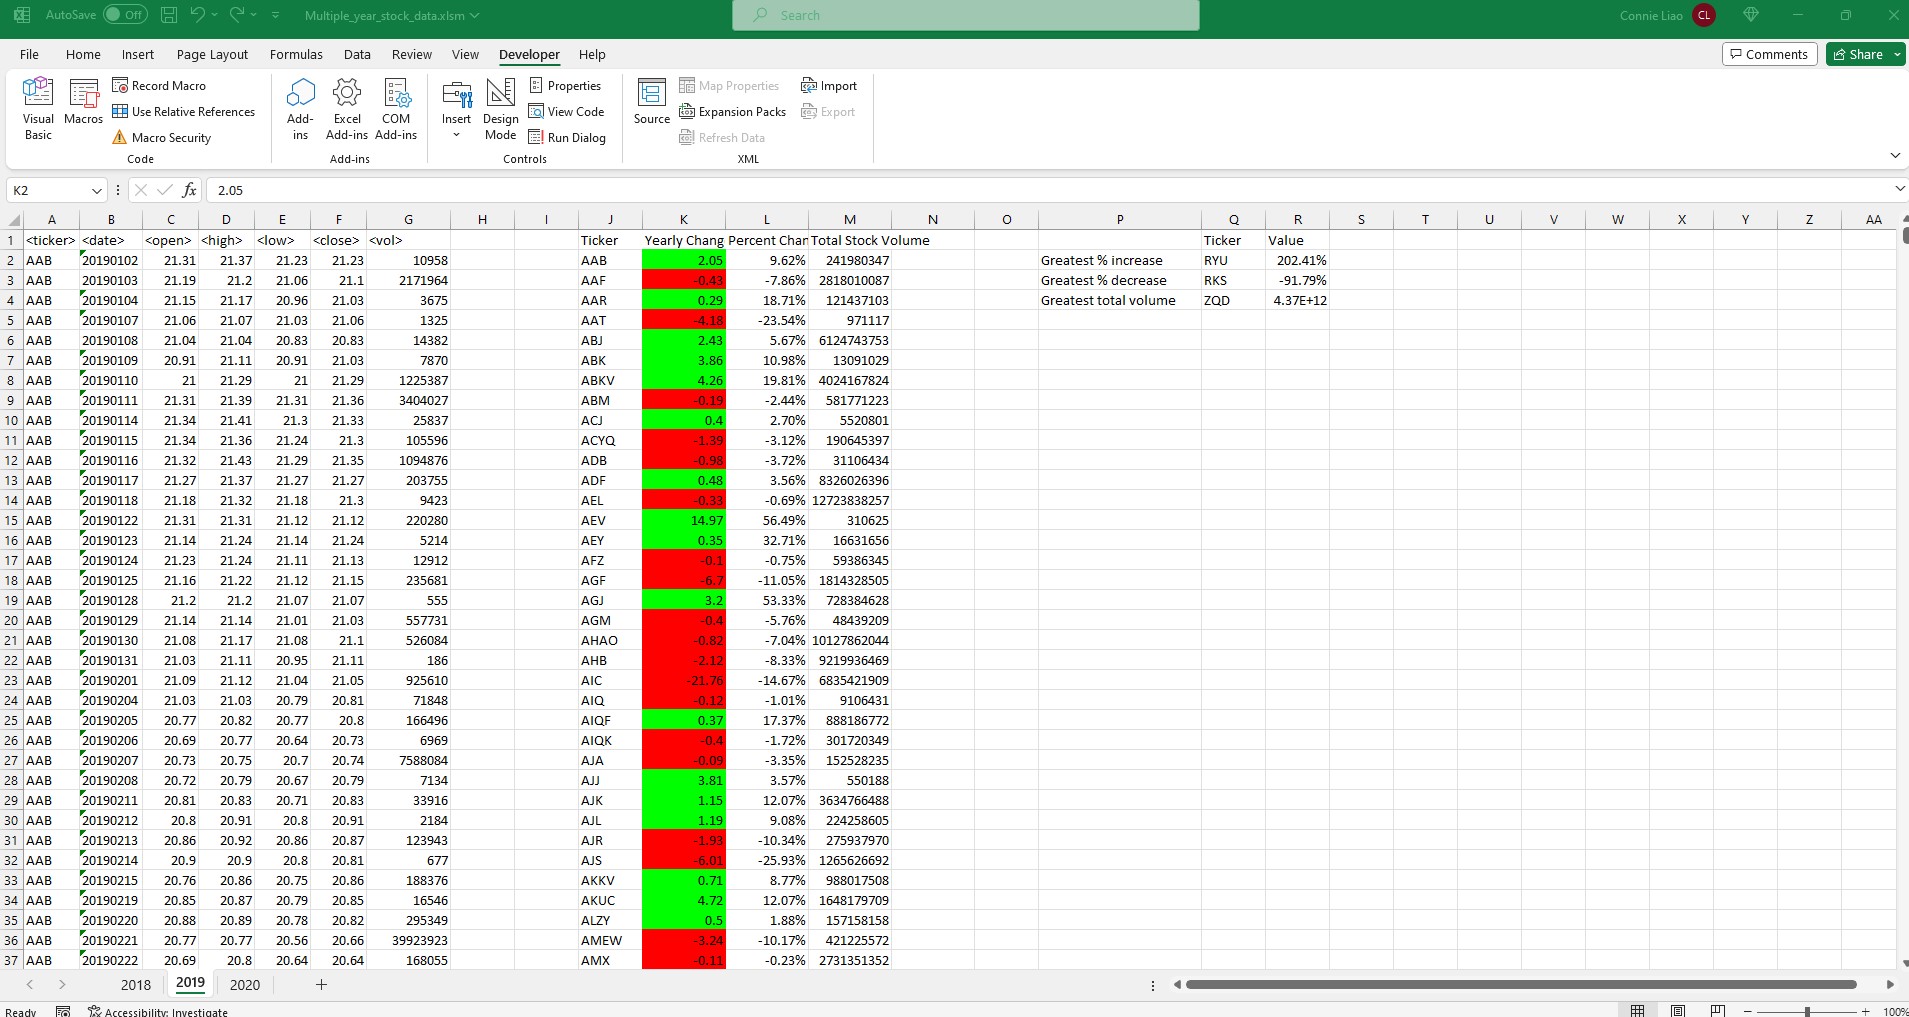 AutoSave Off Multiple_year_stock_data.xlsm Search Connie Liao CL
File Home Insert Page Layout Formulas Data Review View Developer Help Comments Share
Visual Basic Macros Record Macro Use Relative References Macro Security
Code
Add-ins Excel Add-ins COM Add-ins
Add-ins
Insert Design Mode Properties View Code Run Dialog
Controls
Source Map Properties Expansion Packs Refresh Data Import Export
XML
K2 fx 2.05
A B C D E F G H I J K L M N O P Q R S T U V W X Y Z AA
1 <ticker> <date> <open> <high> <low> <close> <vol> Ticker Yearly Chang Percent Chan Total Stock Volume Ticker Value
2 AAB 20190102 21.31 21.37 21.23 21.23 10958 AAB 2.05 9.62% 241980347 Greatest % increase RYU 202.41%
3 AAB 20190103 21.19 21.2 21.06 21.1 2171964 AAF -0.43 -7.86% 2818010087 Greatest % decrease RKS -91.79%
4 AAB 20190104 21.15 21.17 20.96 21.03 3675 AAR 0.29 18.71% 121437103 Greatest total volume ZQD 4.37E+12
5 AAB 20190107 21.06 21.07 21.03 21.06 1325 AAT -4.18 -23.54% 971117
6 AAB 20190108 21.04 21.04 20.83 20.83 14382 ABJ 2.43 5.67% 6124743753
7 AAB 20190109 20.91 21.11 20.91 21.03 7870 ABK 3.86 10.98% 13091029
8 AAB 20190110 21 21.29 21 21.29 1225387 ABKV 4.26 19.81% 4024167824
9 AAB 20190111 21.31 21.39 21.31 21.36 3404027 ABM -0.19 -2.44% 581771223
10 AAB 20190114 21.34 21.41 21.3 21.33 25837 ACJ 0.4 2.70% 5520801
11 AAB 20190115 21.34 21.36 21.24 21.3 105596 ACYQ -1.39 -3.12% 190645397
12 AAB 20190116 21.32 21.43 21.29 21.35 1094876 ADB -0.98 -3.72% 31106434
13 AAB 20190117 21.27 21.37 21.27 21.27 203755 ADF 0.48 3.56% 8326026396
14 AAB 20190118 21.18 21.32 21.18 21.3 9423 AEL -0.33 -0.69% 12723838257
15 AAB 20190122 21.31 21.31 21.12 21.12 220280 AEV 14.97 56.49% 310625
16 AAB 20190123 21.14 21.24 21.14 21.24 5214 AEY 0.35 32.71% 16631656
17 AAB 20190124 21.23 21.24 21.11 21.13 12912 AFZ -0.1 -0.75% 59386345
18 AAB 20190125 21.16 21.22 21.12 21.15 235681 AGF -6.7 -11.05% 1814328505
19 AAB 20190128 21.2 21.2 21.07 21.07 555 AGJ 3.2 53.33% 728384628
20 AAB 20190129 21.14 21.14 21.01 21.03 557731 AGM -0.4 -5.76% 48439209
21 AAB 20190130 21.08 21.17 21.08 21.1 526084 AHAO -0.82 -7.04% 10127862044
22 AAB 20190131 21.03 21.11 20.95 21.11 186 AHB -2.12 -8.33% 9219936469
23 AAB 20190201 21.09 21.12 21.04 21.05 925610 AIC -21.76 -14.67% 6835421909
24 AAB 20190204 21.03 21.03 20.79 20.81 71848 AIQ -0.12 -1.01% 9106431
25 AAB 20190205 20.77 20.82 20.77 20.8 166496 AIQF 0.37 17.37% 888186772
26 AAB 20190206 20.69 20.77 20.64 20.73 6969 AIQK -0.4 -1.72% 301720349
27 AAB 20190207 20.73 20.75 20.7 20.74 7588084 AJA -0.09 -3.35% 152528235
28 AAB 20190208 20.72 20.79 20.67 20.79 7134 AJJ 3.81 3.57% 550188
29 AAB 20190211 20.81 20.83 20.71 20.83 33916 AJK 1.15 12.07% 3634766488
30 AAB 20190212 20.8 20.91 20.8 20.91 2184 AJL 1.19 9.08% 224258605
31 AAB 20190213 20.86 20.92 20.86 20.87 123943 AJR -1.93 -10.34% 275937970
32 AAB 20190214 20.9 20.9 20.8 20.81 677 AJS -6.01 -25.93% 1265626692
33 AAB 20190215 20.76 20.86 20.75 20.86 188376 AKKV 0.71 8.77% 988017508
34 AAB 20190219 20.85 20.87 20.79 20.85 16546 AKUC 4.72 12.07% 1648179709
35 AAB 20190220 20.88 20.89 20.78 20.82 295349 ALZY 0.5 1.88% 157158158
36 AAB 20190221 20.77 20.77 20.56 20.66 39923923 AMEW -3.24 -10.17% 421225572
37 AAB 20190222 20.69 20.8 20.64 20.64 168055 AMX -0.11 -0.23% 2731351352
2018 2019 2020
Ready Accessibility: Investigate 100%